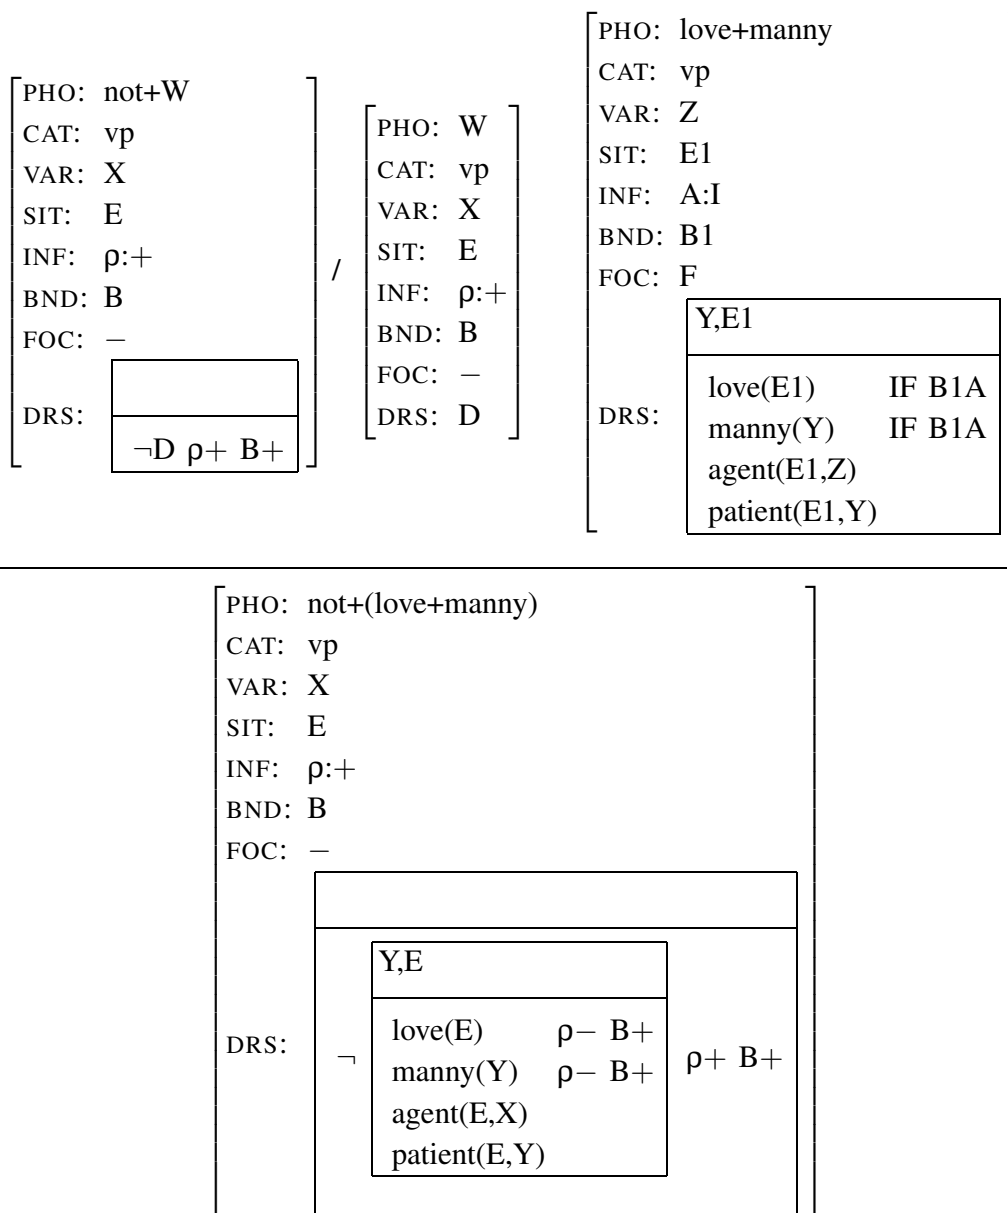 PHO: not+W
CAT: vp
VAR: X
SIT: E
INF: ρ:+
BND: B
FOC: −
DRS:
¬D ρ+ B+
/
PHO: W
CAT: vp
VAR: X
SIT: E
INF: ρ:+
BND: B
FOC: −
DRS: D
PHO: love+manny
CAT: vp
VAR: Z
SIT: E1
INF: A:I
BND: B1
FOC: F
Y,E1
DRS:
love(E1) IF B1A
manny(Y) IF B1A
agent(E1,Z)
patient(E1,Y)
PHO: not+(love+manny)
CAT: vp
VAR: X
SIT: E
INF: ρ:+
BND: B
FOC: −
DRS:
¬
Y,E
love(E) ρ− B+
manny(Y) ρ− B+
agent(E,X)
patient(E,Y)
ρ+ B+